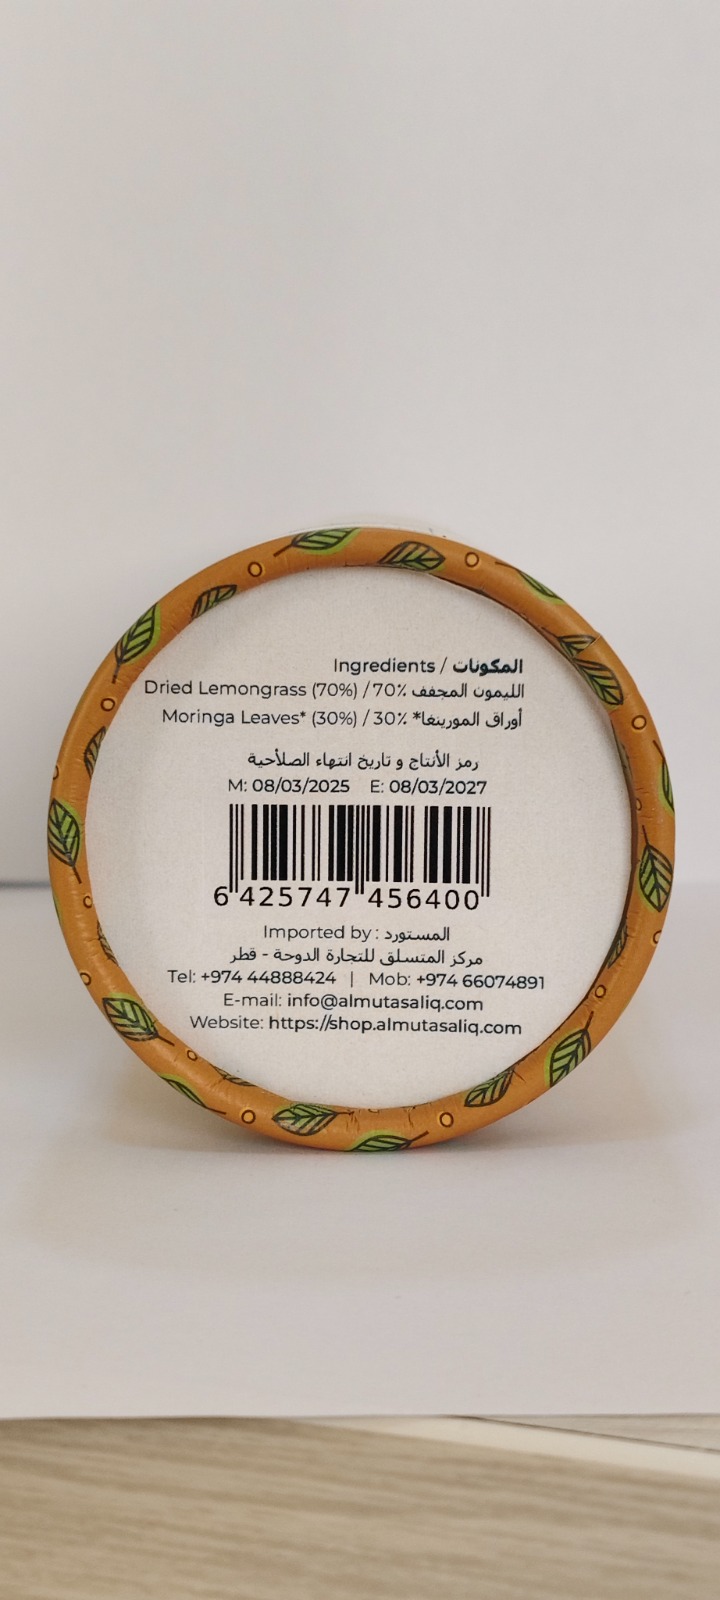 Ingredients / المكونات
Dried Lemongrass (70%) / 70٪ الليمون المجفف
Moringa Leaves* (30%) / 30٪ *أوراق المورينغا
رمز الأنتاج و تاريخ انتهاء الصلأحية
M: 08/03/2025 E: 08/03/2027
6 425747 456400
Imported by : المستورد
مركز المتسلق للتجارة الدوحة - قطر
Tel: +974 44888424 | Mob: +974 66074891
E-mail: info@almutasaliq.com
Website: https://shop.almutasaliq.com